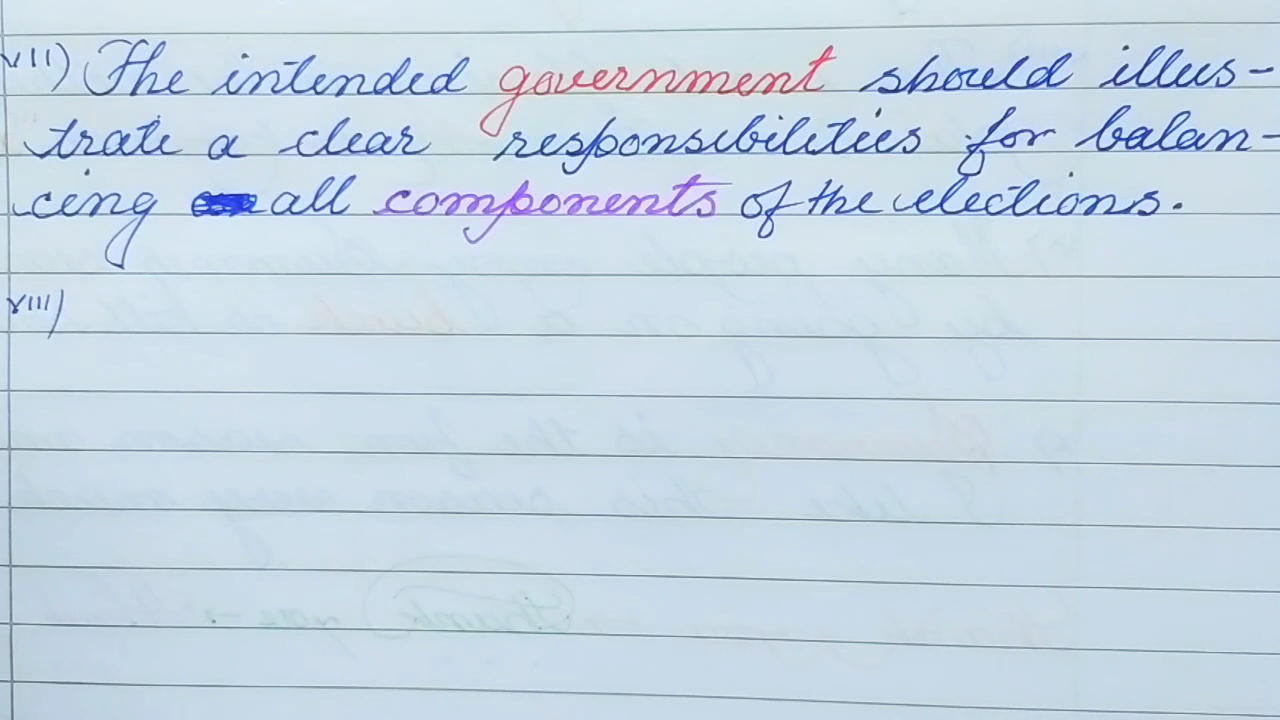 VII) The intended government should illus-
trate a clear responsibilities for balan-
cing all components of the elections.
VIII)